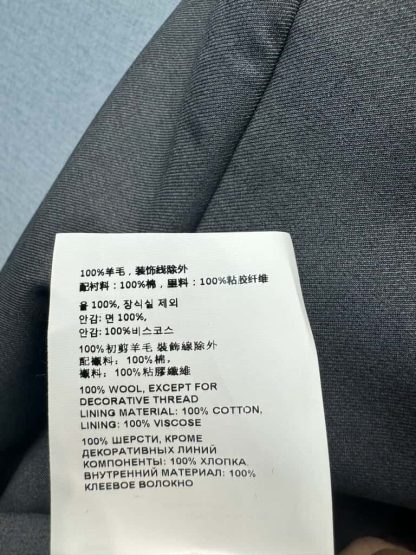 100%羊毛，装饰线除外
配衬料：100%棉，里料：100%粘胶纤维
울 100%, 장식실 제외
안감: 면 100%,
안감: 100%비스코스
100%初剪羊毛 裝飾線除外
配襯料：100%棉，
襯料：100%粘膠纖維
100% WOOL, EXCEPT FOR
DECORATIVE THREAD
LINING MATERIAL: 100% COTTON,
LINING: 100% VISCOSE
100% ШЕРСТИ, КРОМЕ
ДЕКОРАТИВНЫХ ЛИНИЙ
КОМПОНЕНТЫ: 100% ХЛОПКА,
ВНУТРЕННИЙ МАТЕРИАЛ: 100%
КЛЕЕВОЕ ВОЛОКНО